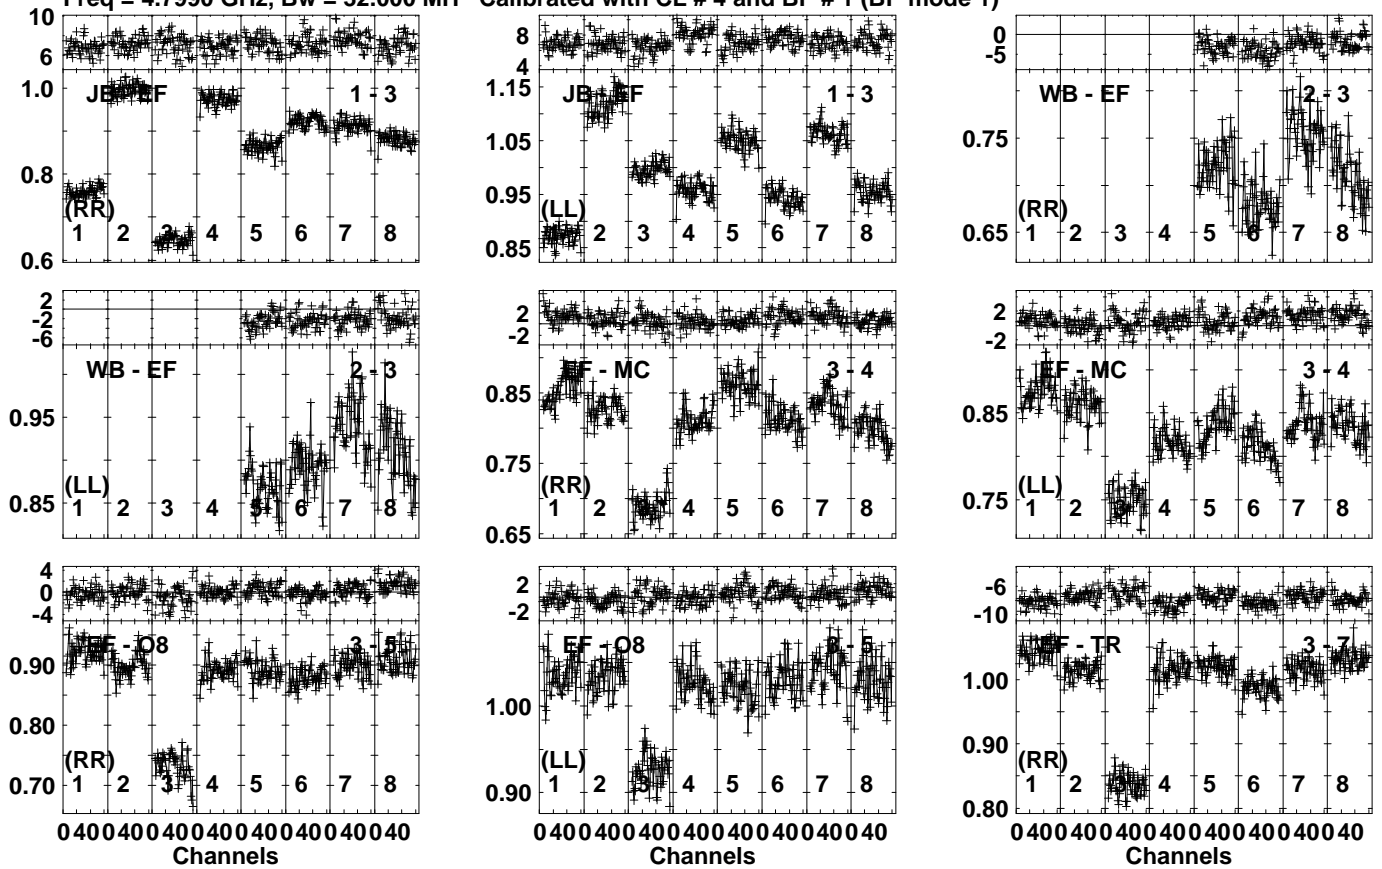 Freq = 4.7990 GHz, Bw = 32.000 MH Calibrated with CL # 4 and BP # 1 (BP mode 1)
10
6
1.0
0.8
0.6
JB - EF 1 - 3
(RR)
1 2 3 4 5 6 7 8
8
4
1.15
1.05
0.95
0.85
JB - EF 1 - 3
(LL)
1 2 3 4 5 6 7 8
0
-5
0.75
0.65
WB - EF 2 - 3
(RR)
1 2 3 4 5 6 7 8
2
-2
-6
0.95
0.85
WB - EF 2 - 3
(LL)
1 2 3 4 5 6 7 8
2
-2
0.85
0.75
0.65
EF - MC 3 - 4
(RR)
1 2 3 4 5 6 7 8
2
-2
0.85
0.75
EF - MC 3 - 4
(LL)
1 2 3 4 5 6 7 8
4
0
-4
0.90
0.80
0.70
EF - O8 3 - 5
(RR)
1 2 3 4 5 6 7 8
0 40 0 40 0 40 0 40 0 40 0 40 0 40 0 40
Channels
2
-2
1.00
0.90
EF - O8 3 - 5
(LL)
1 2 3 4 5 6 7 8
0 40 0 40 0 40 0 40 0 40 0 40 0 40 0 40
Channels
-6
-10
1.00
0.90
0.80
EF - TR 3 - 7
(RR)
1 2 3 4 5 6 7 8
0 40 0 40 0 40 0 40 0 40 0 40 0 40 0 40
Channels